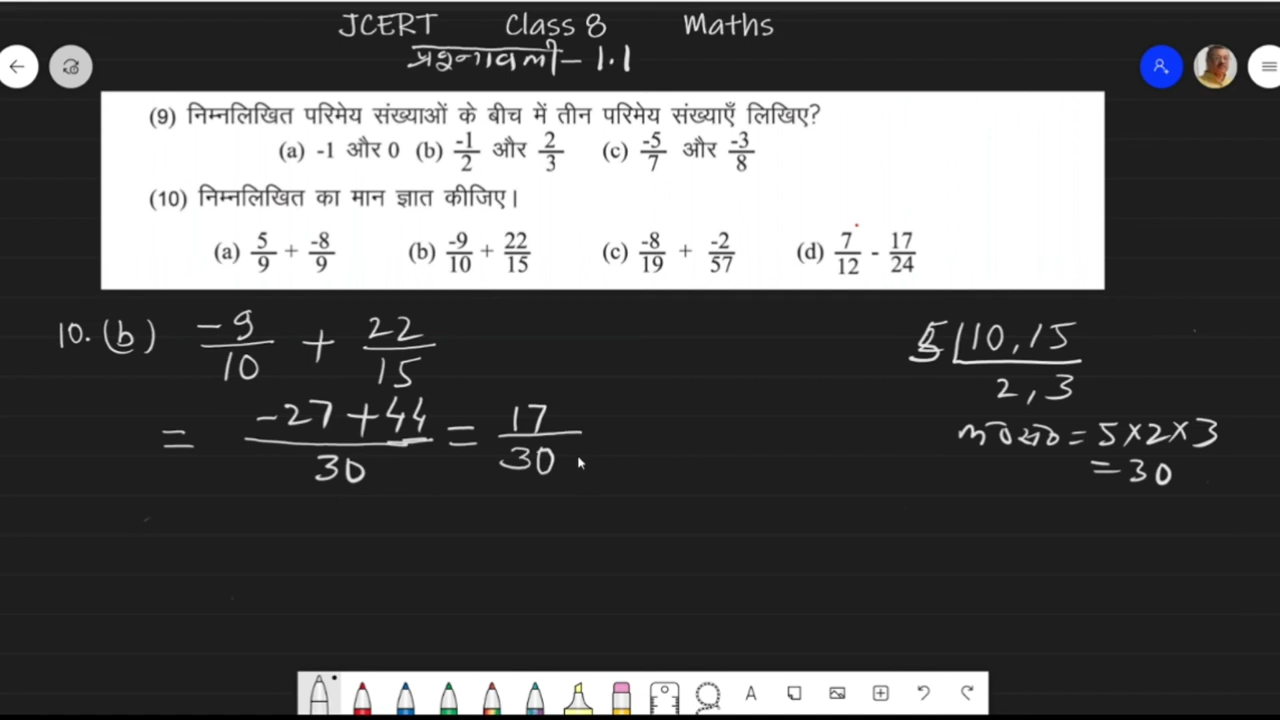 JCERT Class 8 Maths
प्रश्नावली - 1.1
(9) निम्नलिखित परिमेय संख्याओं के बीच में तीन परिमेय संख्याएँ लिखिए?
(a) -1 और 0 (b) -1/2 और 2/3 (c) -5/7 और -3/8
(10) निम्नलिखित का मान ज्ञात कीजिए।
(a) 5/9 + -8/9 (b) -9/10 + 22/15 (c) -8/19 + -2/57 (d) 7/12 - 17/24
10. (b) -9/10 + 22/15
= -27+44/30 = 17/30
5 | 10, 15
2, 3
ल०स० = 5×2×3
= 30
A